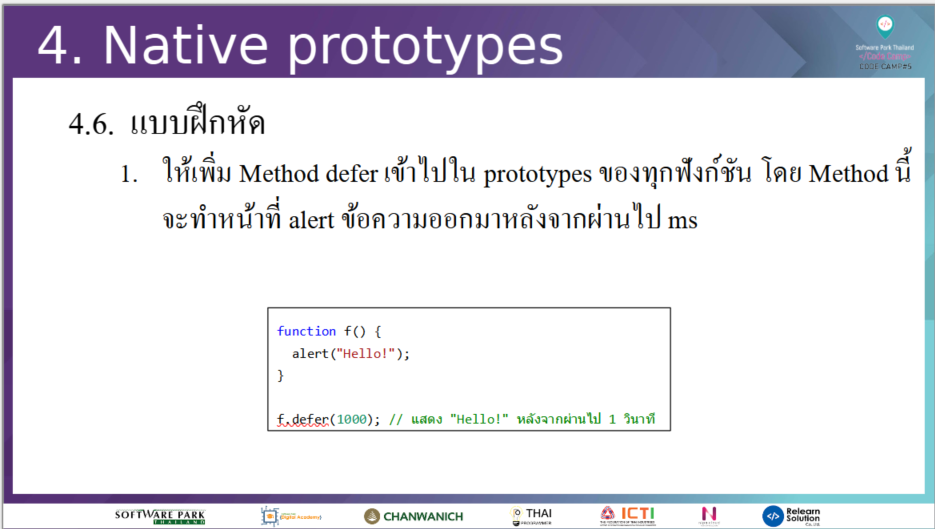 4. Native prototypes
Software Park Thailand
CODE CAMP#5
4.6. แบบฝึกหัด
1. ให้เพิ่ม Method defer เข้าไปใน prototypes ของทุกฟังก์ชัน โดย Method นี้
จะทำหน้าที่ alert ข้อความออกมาหลังจากผ่านไป ms
function f() {
alert("Hello!");
}
f.defer(1000); // แสดง "Hello!" หลังจากผ่านไป 1 วินาที
SOFTWARE PARK
THAILAND
Digital Academy
CHANWANICH
THAI
PROGRAMMER
ICTI
Relearn
Solution
Co.,Ltd.